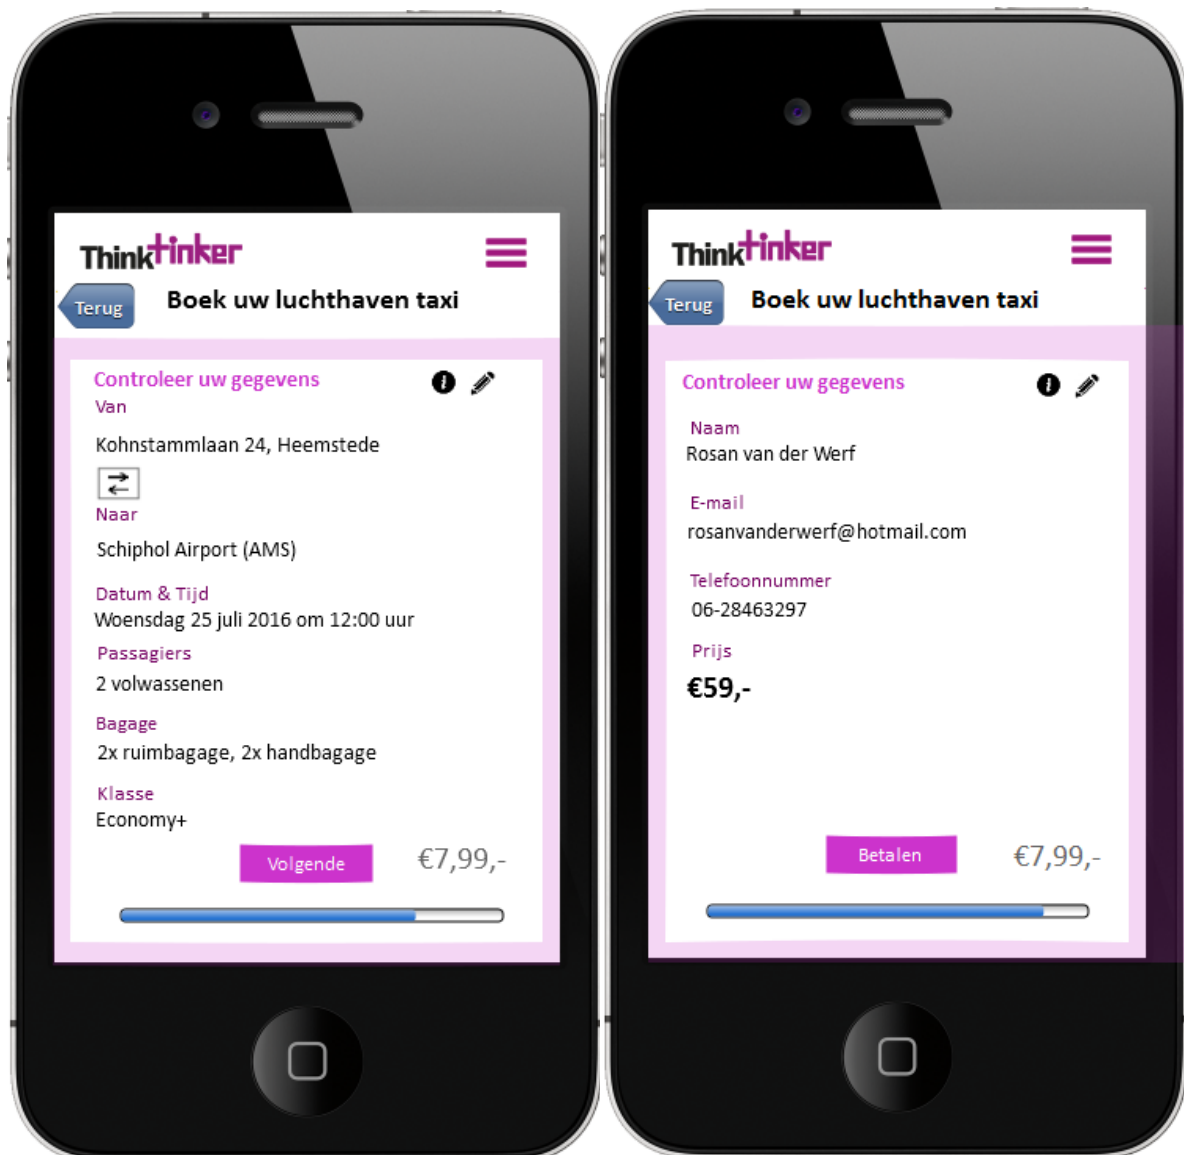 Thinktinker
Terug
Boek uw luchthaven taxi
Controleer uw gegevens
Van
Kohnstammlaan 24, Heemstede
Naar
Schiphol Airport (AMS)
Datum & Tijd
Woensdag 25 juli 2016 om 12:00 uur
Passagiers
2 volwassenen
Bagage
2x ruimbagage, 2x handbagage
Klasse
Economy+
Volgende
€7,99,-
Thinktinker
Terug
Boek uw luchthaven taxi
Controleer uw gegevens
Naam
Rosan van der Werf
E-mail
rosanvanderwerf@hotmail.com
Telefoonnummer
06-28463297
Prijs
€59,-
Betalen
€7,99,-